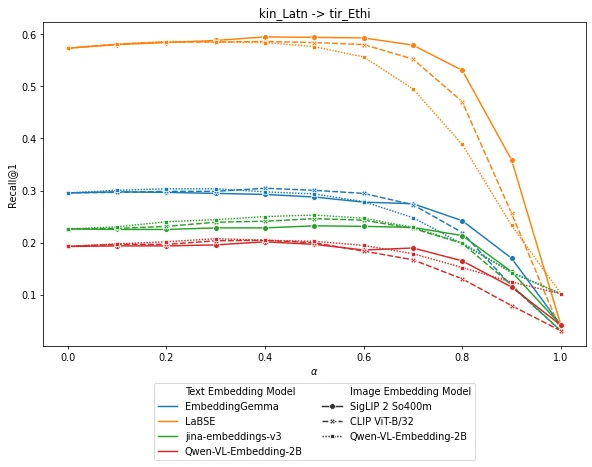 kin_Latn -> tir_Ethi
Recall@1
0.6
0.5
0.4
0.3
0.2
0.1
0.0 0.2 0.4 0.6 0.8 1.0
α
Text Embedding Model
EmbeddingGemma
LaBSE
jina-embeddings-v3
Qwen-VL-Embedding-2B
Image Embedding Model
SigLIP 2 So400m
CLIP ViT-B/32
Qwen-VL-Embedding-2B